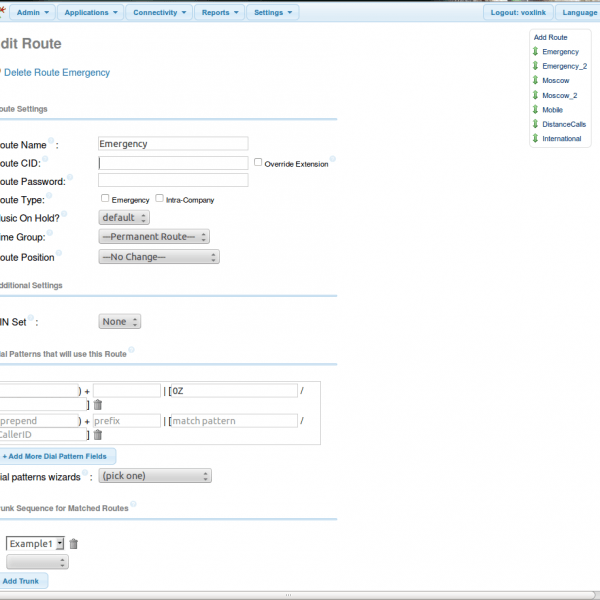 Admin Applications Connectivity Reports Settings Logout: voxlink Language
dit Route
Delete Route Emergency
Add Route
Emergency
Emergency_2
Moscow
Moscow_2
Mobile
DistanceCalls
International
oute Settings
oute Name : Emergency
oute CID: Override Extension
oute Password:
oute Type: Emergency Intra-Company
usic On Hold? default
ime Group: ---Permanent Route---
oute Position ---No Change---
dditional Settings
IN Set : None
ial Patterns that will use this Route
) + | [0Z /
]
prepend ) + prefix | [match pattern /
CallerID ]
+ Add More Dial Pattern Fields
ial patterns wizards : (pick one)
runk Sequence for Matched Routes
Example1
Add Trunk